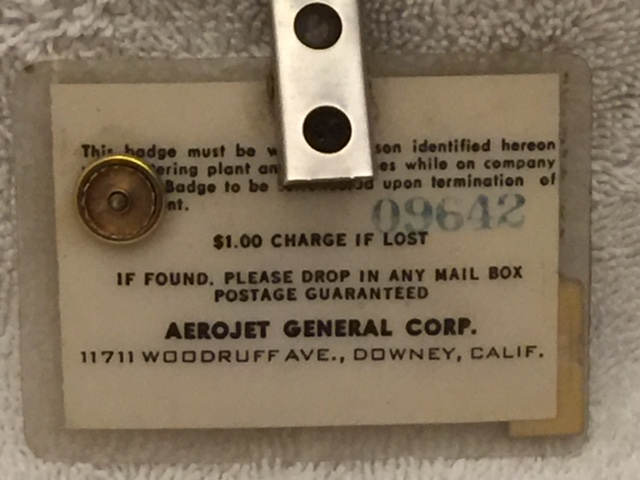 This badge must be w son identified hereon
tering plant an es while on company
Badge to be upon termination of
nt.
09642
$1.00 CHARGE IF LOST
IF FOUND. PLEASE DROP IN ANY MAIL BOX
POSTAGE GUARANTEED
AEROJET GENERAL CORP.
11711 WOODRUFF AVE., DOWNEY, CALIF.